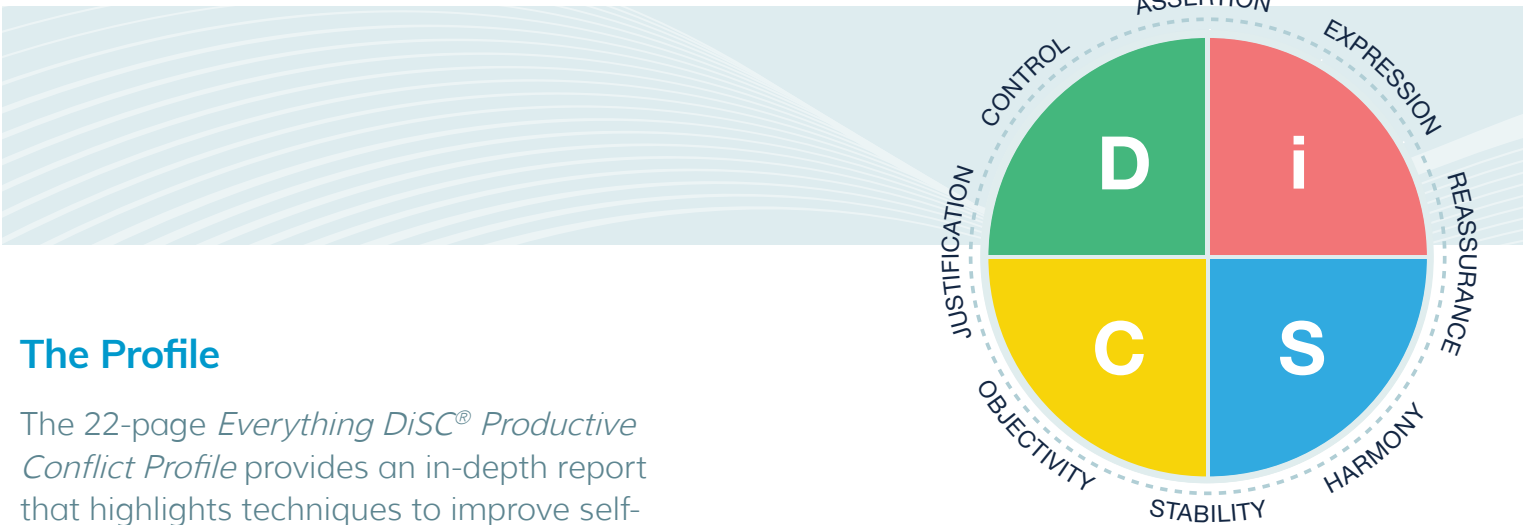 ASSERTION
EXPRESSION
CONTROL
REASSURANCE
JUSTIFICATION
D
i
C
S
OBJECTIVITY
HARMONY
STABILITY
The Profile
The 22-page Everything DiSC® Productive
Conflict Profile provides an in-depth report
that highlights techniques to improve self-